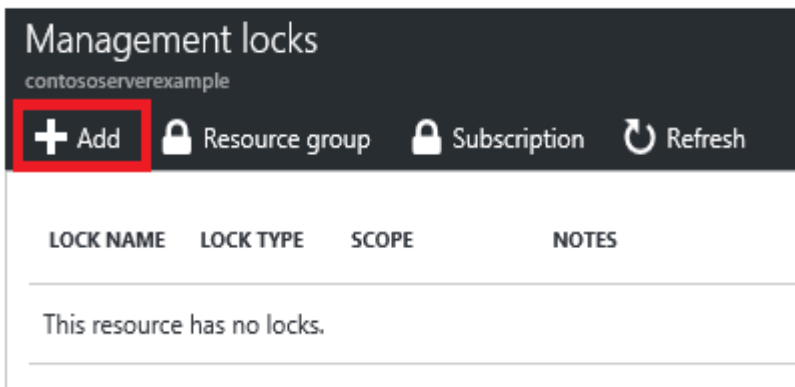 Management locks
contososerverexample
Add Resource group Subscription Refresh
LOCK NAME LOCK TYPE SCOPE NOTES
This resource has no locks.